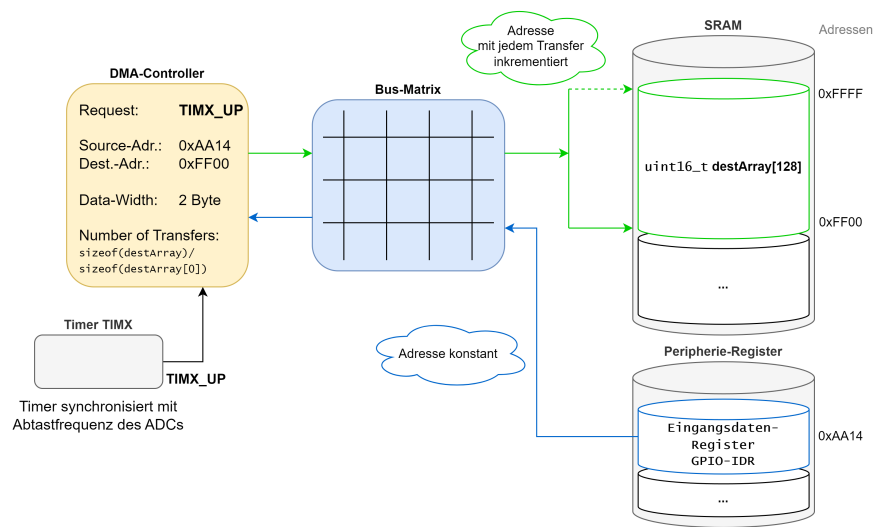 SRAM
Adressen
Adresse
mit jedem Transfer
inkrementiert
DMA-Controller
Bus-Matrix
Request: TIMX_UP
Source-Adr.: 0xAA14
Dest.-Adr.: 0xFF00
Data-Width: 2 Byte
Number of Transfers:
sizeof(destArray)/
sizeof(destArray[0])
0xFFFF
uint16_t destArray[128]
0xFF00
...
Timer TIMX
TIMX_UP
Timer synchronisiert mit
Abtastfrequenz des ADCs
Adresse konstant
Peripherie-Register
Eingangsdaten-
Register
GPIO-IDR
0xAA14
...